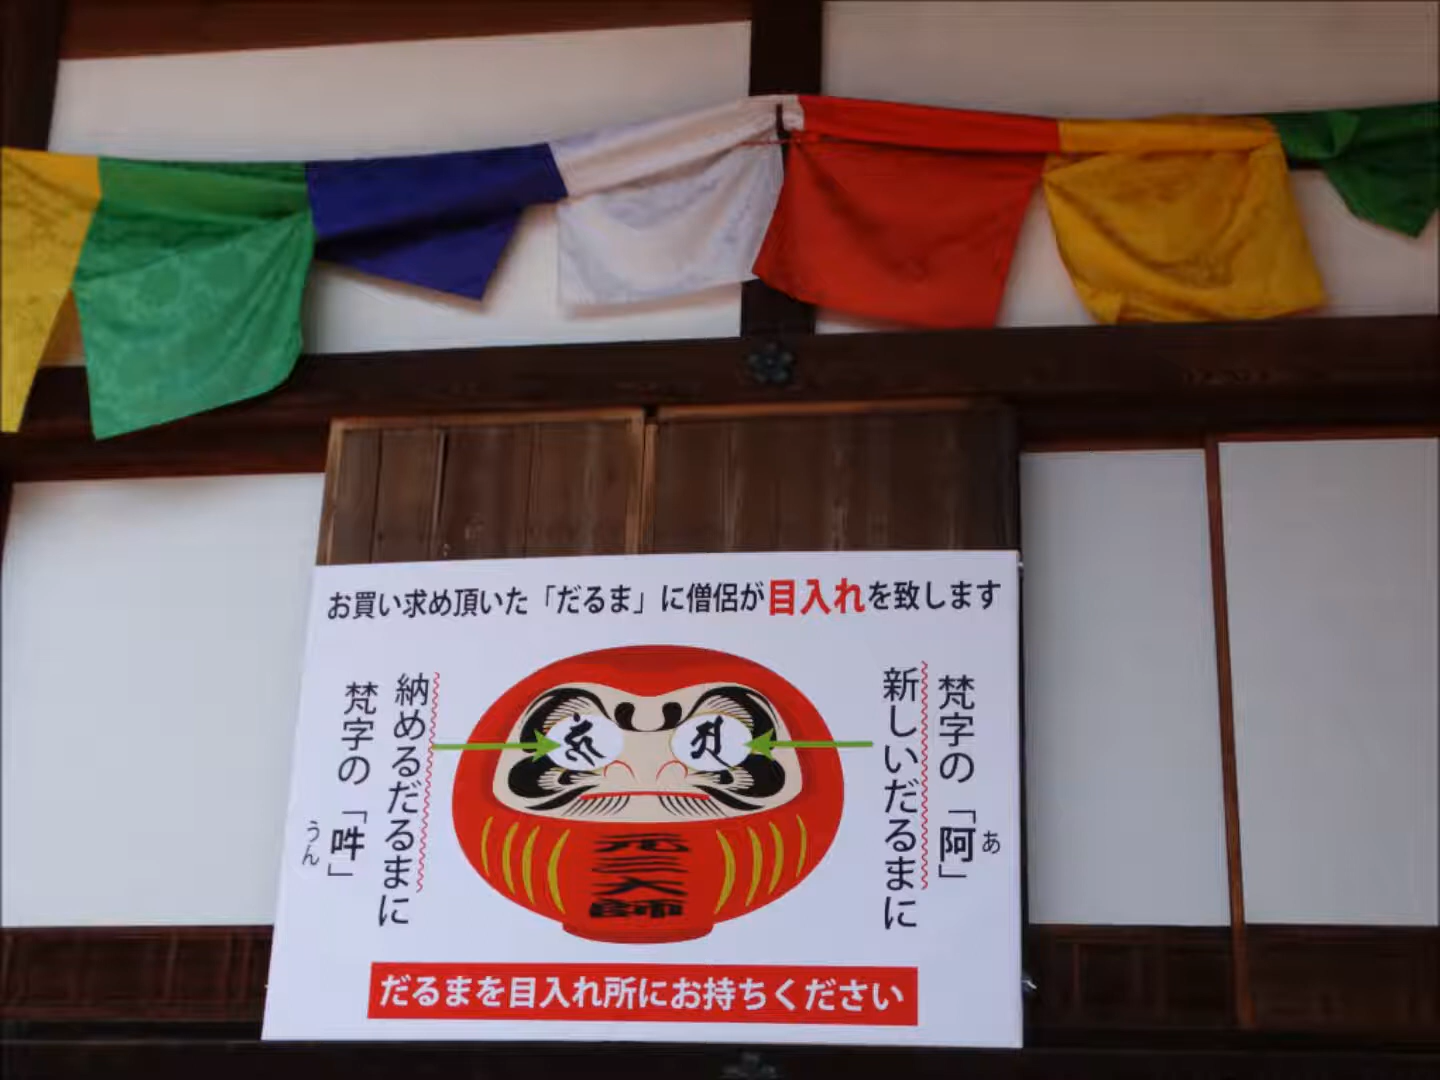 お買い求め頂いた「だるま」に僧侶が目入れを致します
梵字の「阿」
あ
新しいだるまに
納めるだるまに
梵字の「吽」
うん
元三大師
だるまを目入れ所にお持ちください